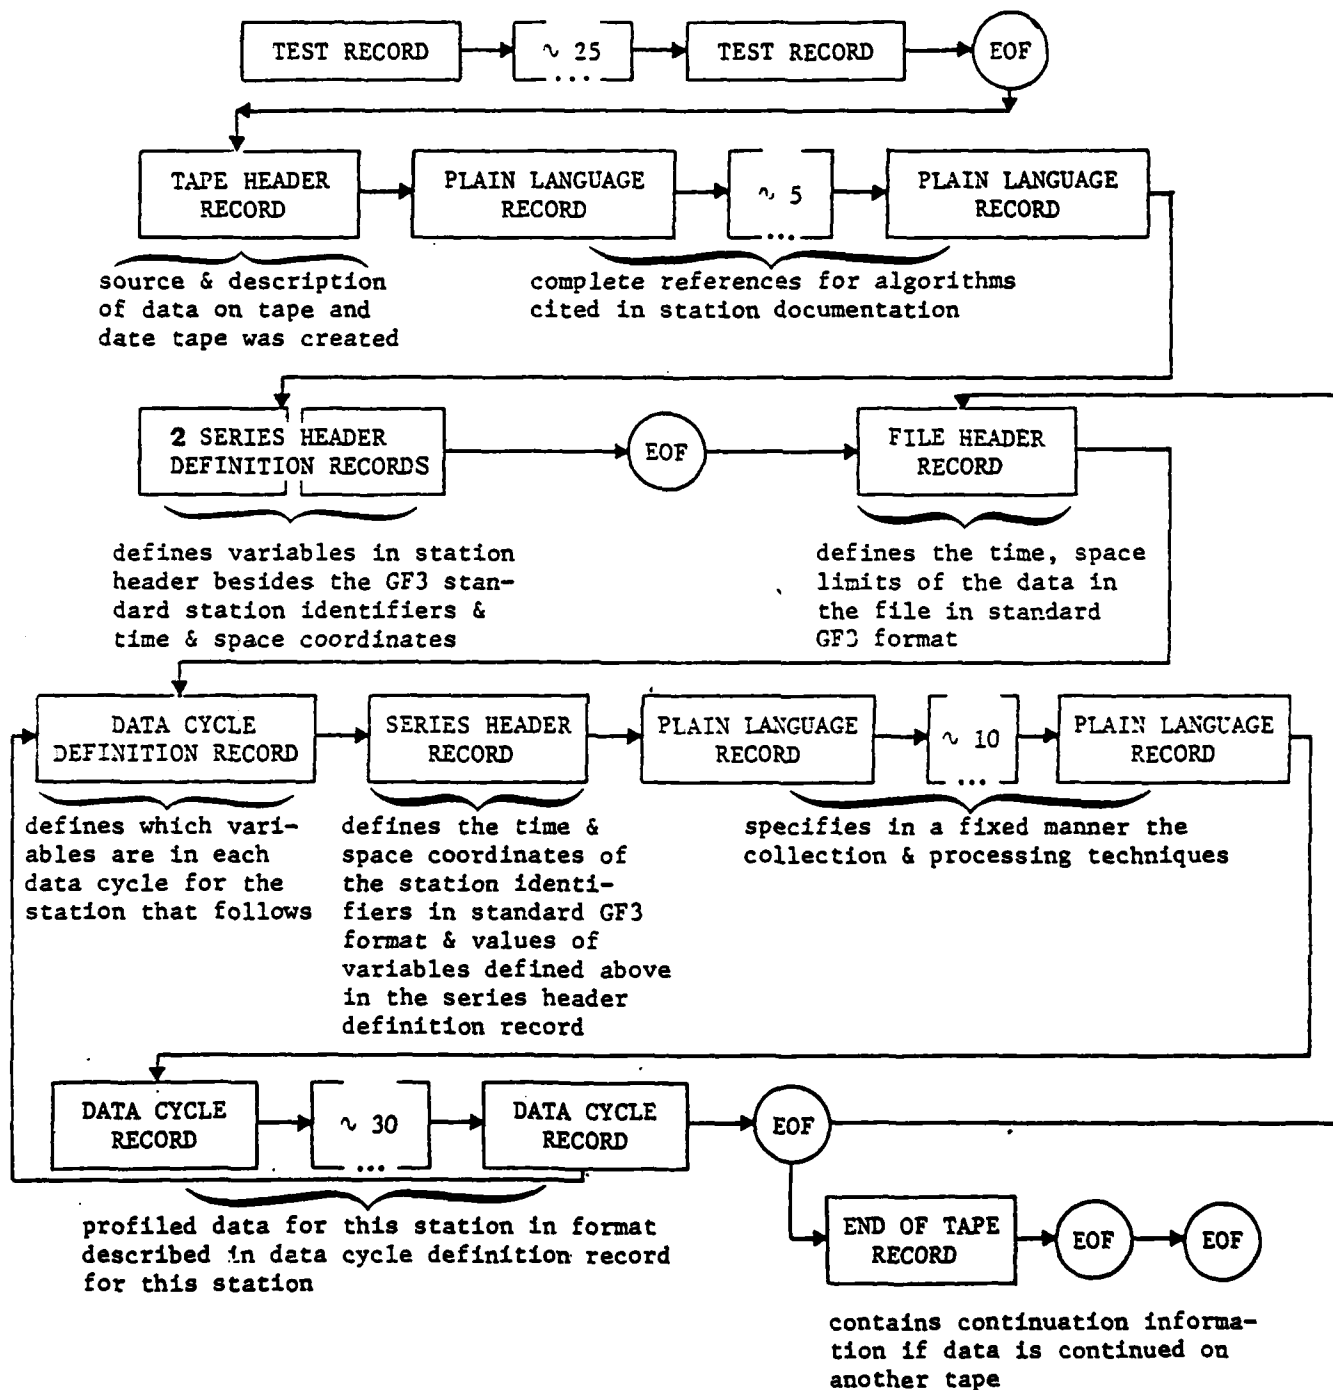 TEST RECORD
∿ 25
...
TEST RECORD
EOF
TAPE HEADER
RECORD
PLAIN LANGUAGE
RECORD
∿ 5
...
PLAIN LANGUAGE
RECORD
source & description
of data on tape and
date tape was created
complete references for algorithms
cited in station documentation
2 SERIES HEADER
DEFINITION RECORDS
EOF
FILE HEADER
RECORD
defines variables in station
header besides the GF3 stan-
dard station identifiers &
time & space coordinates
defines the time, space
limits of the data in
the file in standard
GF3 format
DATA CYCLE
DEFINITION RECORD
SERIES HEADER
RECORD
PLAIN LANGUAGE
RECORD
∿ 10
...
PLAIN LANGUAGE
RECORD
defines which vari-
ables are in each
data cycle for the
station that follows
defines the time &
space coordinates of
the station identi-
fiers in standard GF3
format & values of
variables defined above
in the series header
definition record
specifies in a fixed manner the
collection & processing techniques
DATA CYCLE
RECORD
∿ 30
...
DATA CYCLE
RECORD
EOF
profiled data for this station in format
described in data cycle definition record
for this station
END OF TAPE
RECORD
EOF
EOF
contains continuation informa-
tion if data is continued on
another tape